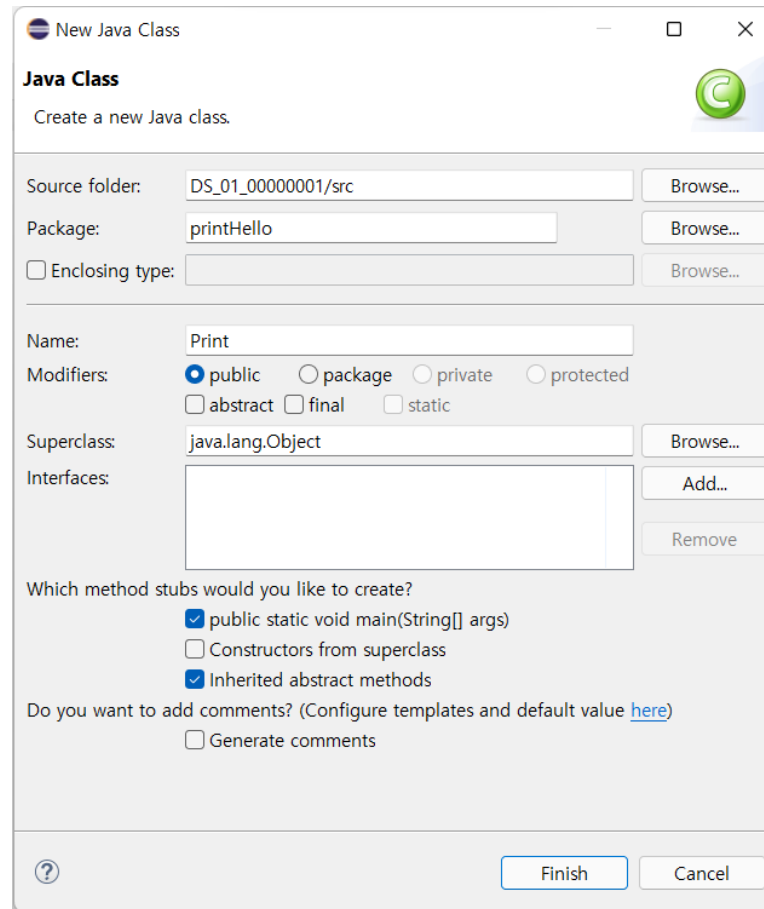 New Java Class
Java Class
Create a new Java class.
Source folder: DS_01_00000001/src Browse...
Package: printHello Browse...
Enclosing type: Browse...
Name: Print
Modifiers: public package private protected
abstract final static
Superclass: java.lang.Object Browse...
Interfaces: Add...
Remove
Which method stubs would you like to create?
public static void main(String[] args)
Constructors from superclass
Inherited abstract methods
Do you want to add comments? (Configure templates and default value here)
Generate comments
? Finish Cancel